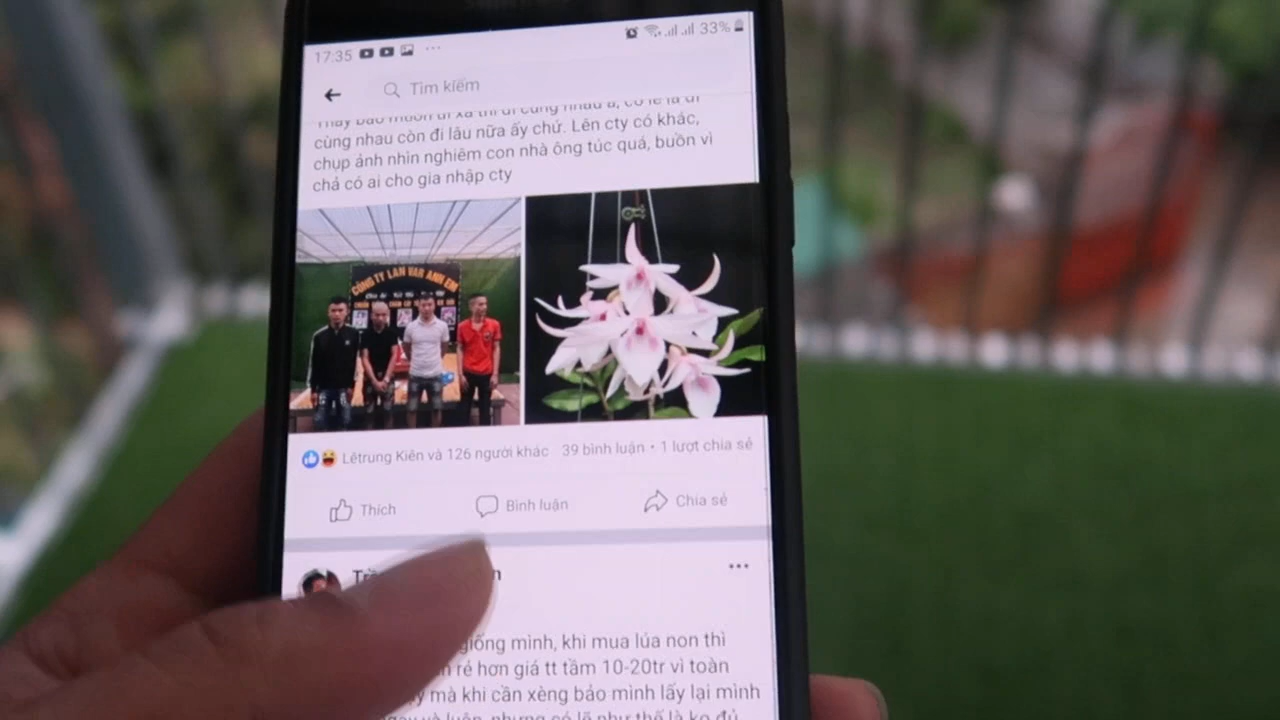 17:35
33%
Tìm kiếm
cùng nhau còn đi lâu nữa ấy chứ. Lên cty có khác,
chụp ảnh nhìn nghiêm con nhà ông túc quá, buồn vì
chả có ai cho gia nhập cty
CÔNG TY LAN VAR ANH EM
Lêtrung Kiên và 126 người khác 39 bình luận • 1 lượt chia sẻ
Thích Bình luận Chia sẻ
giống mình, khi mua lúa non thì
rẻ hơn giá tt tầm 10-20tr vì toàn
mà khi cần xèng bảo mình lấy lại mình